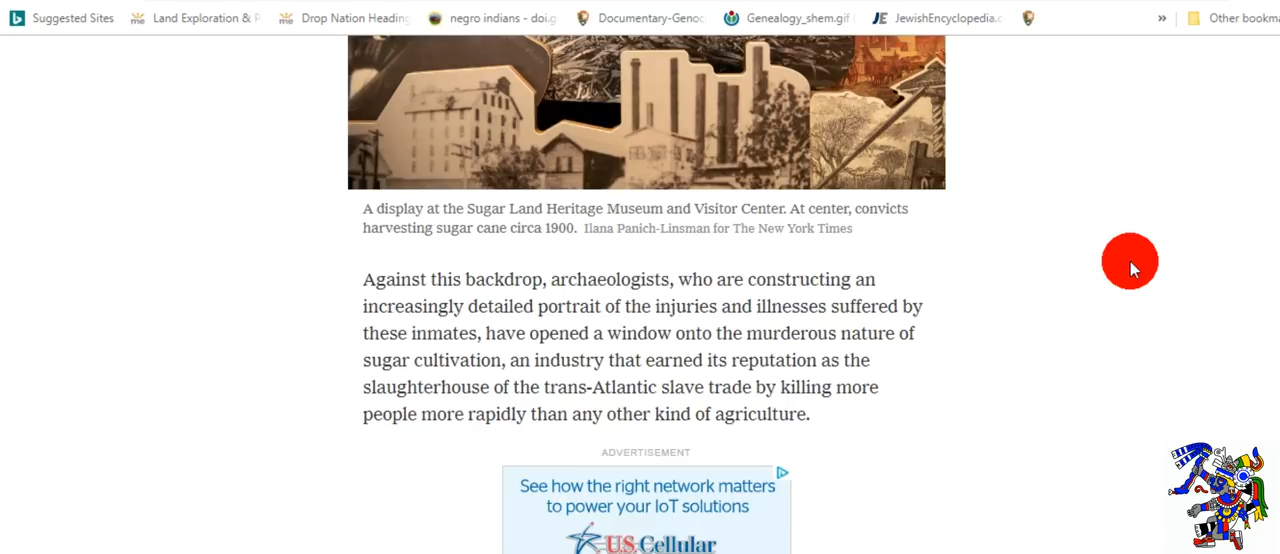 Suggested Sites Land Exploration & P Drop Nation Heading negro indians - doi.g Documentary-Genoc Genealogy_shem.gif ( JewishEncyclopedia.c » Other bookma
A display at the Sugar Land Heritage Museum and Visitor Center. At center, convicts
harvesting sugar cane circa 1900. Ilana Panich-Linsman for The New York Times
Against this backdrop, archaeologists, who are constructing an
increasingly detailed portrait of the injuries and illnesses suffered by
these inmates, have opened a window onto the murderous nature of
sugar cultivation, an industry that earned its reputation as the
slaughterhouse of the trans-Atlantic slave trade by killing more
people more rapidly than any other kind of agriculture.
ADVERTISEMENT
See how the right network matters
to power your IoT solutions
U.S. Cellular